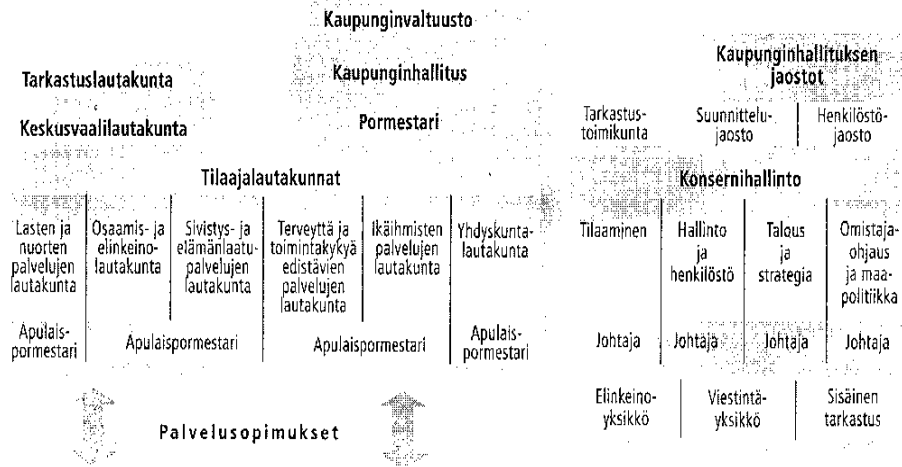 Kaupunginvaltuusto
Kaupunginhallitus
Pormestari
Tarkastuslautakunta
Keskusvaalilautakunta
Kaupunginhallituksen
jaostot
Tarkastus-
toimikunta
Suunnittelu-
jaosto
Henkilöstö-
jaosto
Tilaajalautakunnat
Lasten ja
nuorten
palvelujen
lautakunta
Osaamis- ja
elinkeino-
lautakunta
Sivistys- ja
elämänlaatu-
palvelujen
lautakunta
Terveyttä ja
toimintakykyä
edistävien
palvelujen
lautakunta
Ikäihmisten
palvelujen
lautakunta
Yhdyskunta-
lautakunta
Apulais-
pormestari
Apulaispormestari
Apulaispormestari
Apulais-
pormestari
Konsernihallinto
Tilaaminen
Hallinto
ja
henkilöstö
Talous
ja
strategia
Omistaja-
ohjaus
ja maa-
politiikka
Johtaja
Johtaja
Johtaja
Johtaja
Elinkeino-
yksikkö
Viestintä-
yksikkö
Sisäinen
tarkastus
Palvelusopimukset